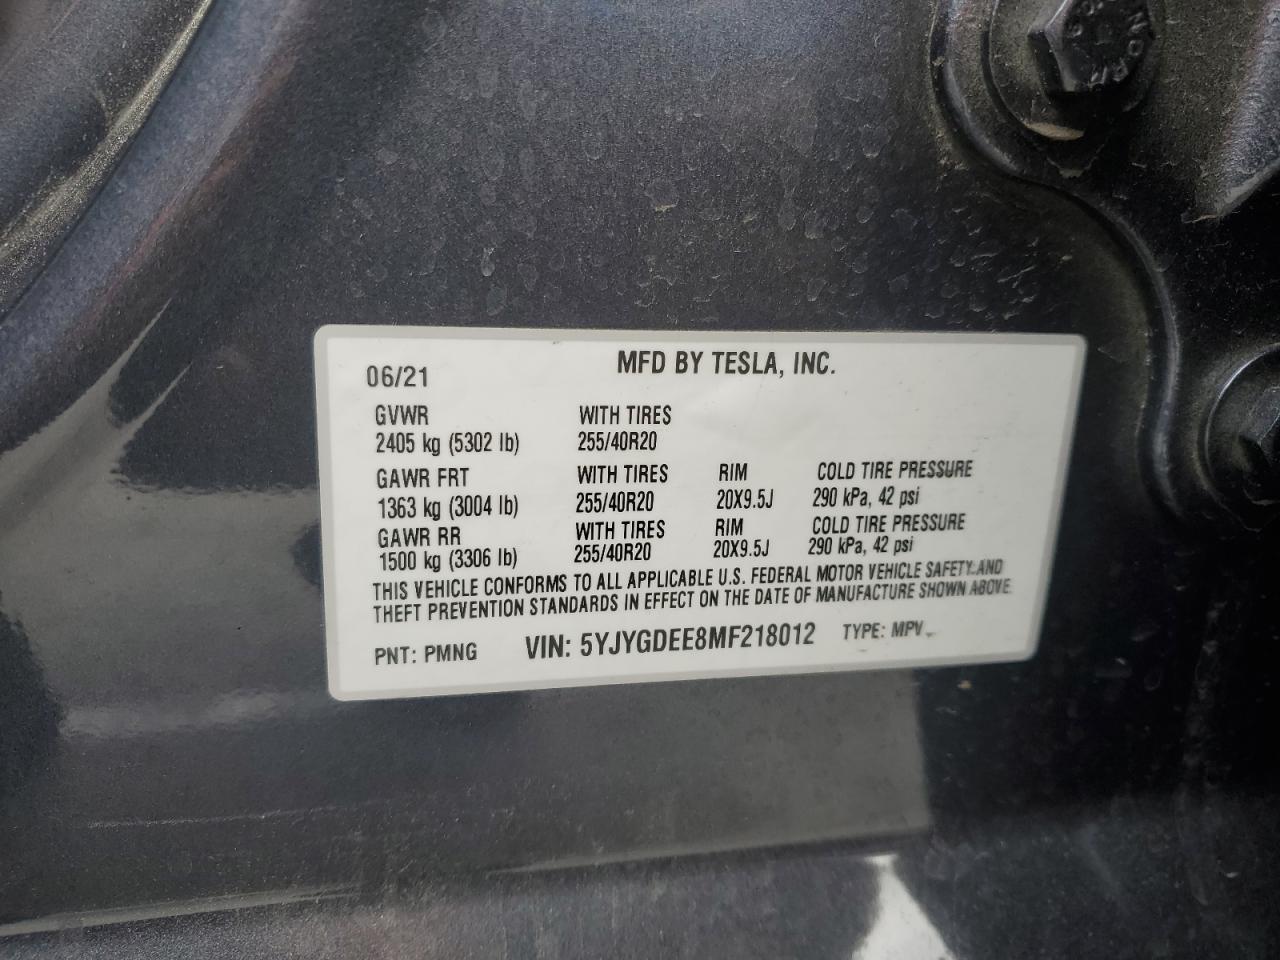 MFD BY TESLA, INC.
06/21
GVWR WITH TIRES
2405 kg (5302 lb) 255/40R20
GAWR FRT WITH TIRES RIM COLD TIRE PRESSURE
1363 kg (3004 lb) 255/40R20 20X9.5J 290 kPa, 42 psi
GAWR RR WITH TIRES RIM COLD TIRE PRESSURE
1500 kg (3306 lb) 255/40R20 20X9.5J 290 kPa, 42 psi
THIS VEHICLE CONFORMS TO ALL APPLICABLE U.S. FEDERAL MOTOR VEHICLE SAFETY AND
THEFT PREVENTION STANDARDS IN EFFECT ON THE DATE OF MANUFACTURE SHOWN ABOVE.
PNT: PMNG VIN: 5YJYGDEE8MF218012 TYPE: MPV